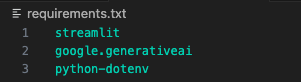 requirements.txt
1 streamlit
2 google.generativeai
3 python-dotenv